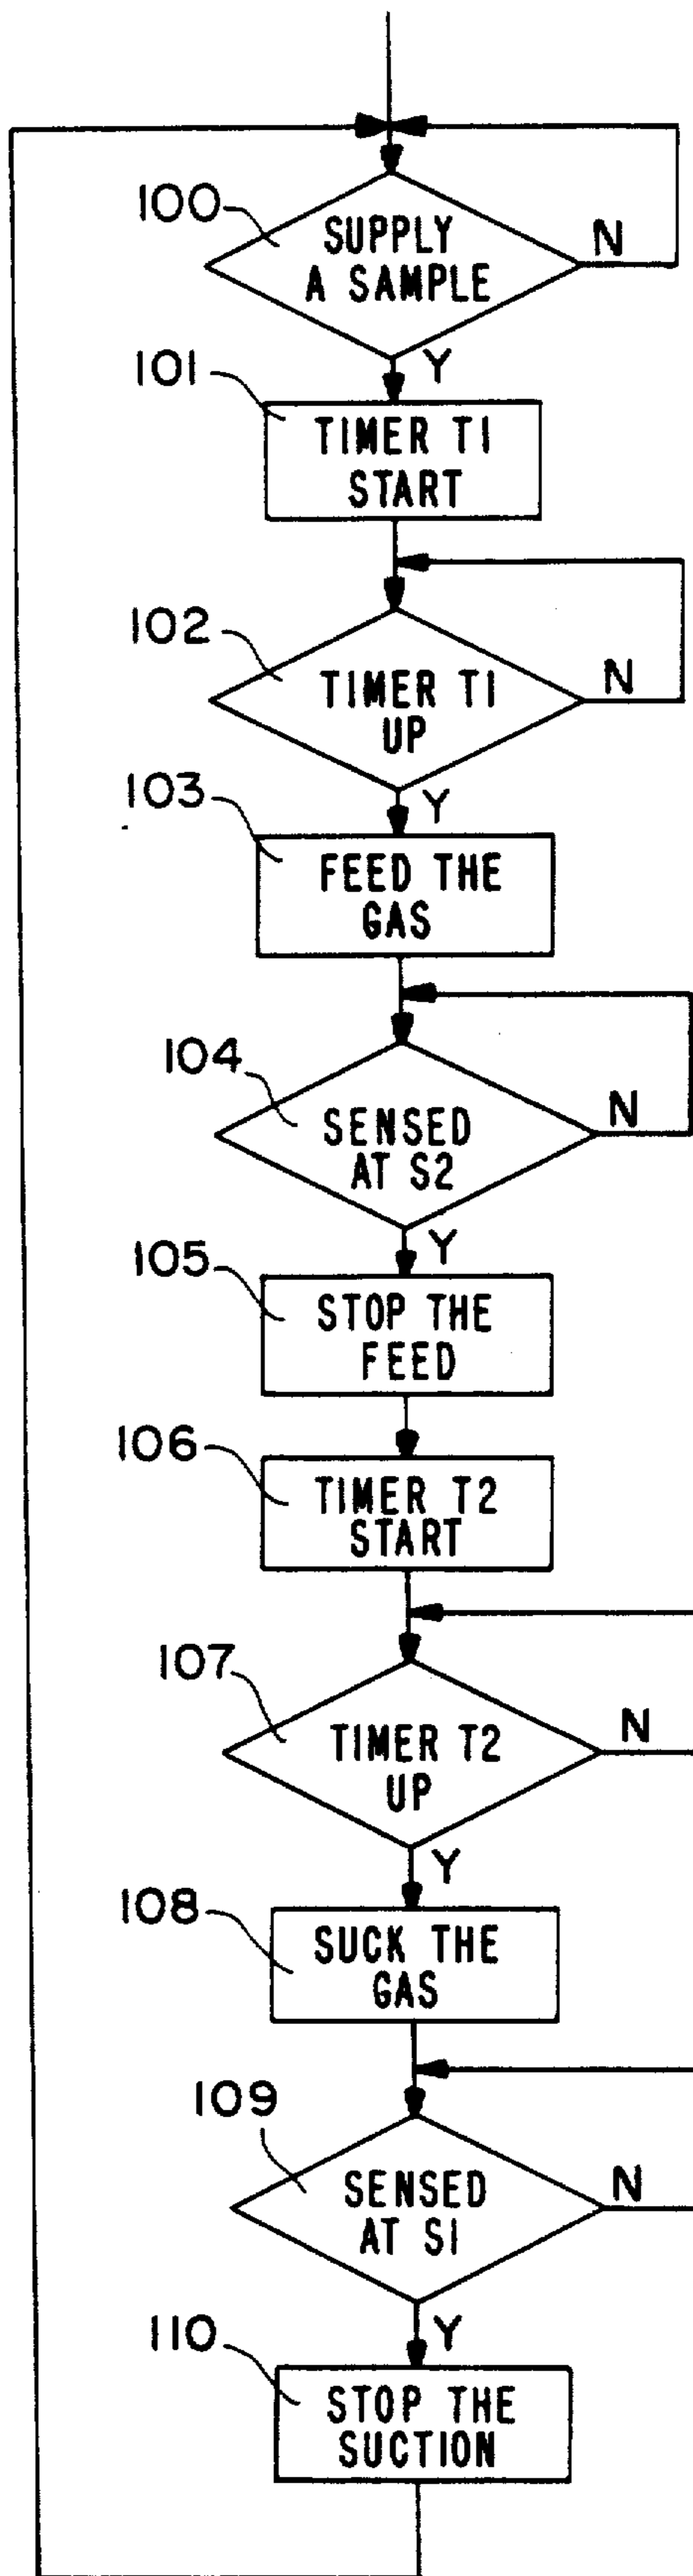 100
SUPPLY
A SAMPLE
N
Y
101
TIMER T1
START
102
TIMER T1
UP
N
Y
103
FEED THE
GAS
104
SENSED
AT S2
N
Y
105
STOP THE
FEED
106
TIMER T2
START
107
TIMER T2
UP
N
Y
108
SUCK THE
GAS
109
SENSED
AT S1
N
Y
110
STOP THE
SUCTION